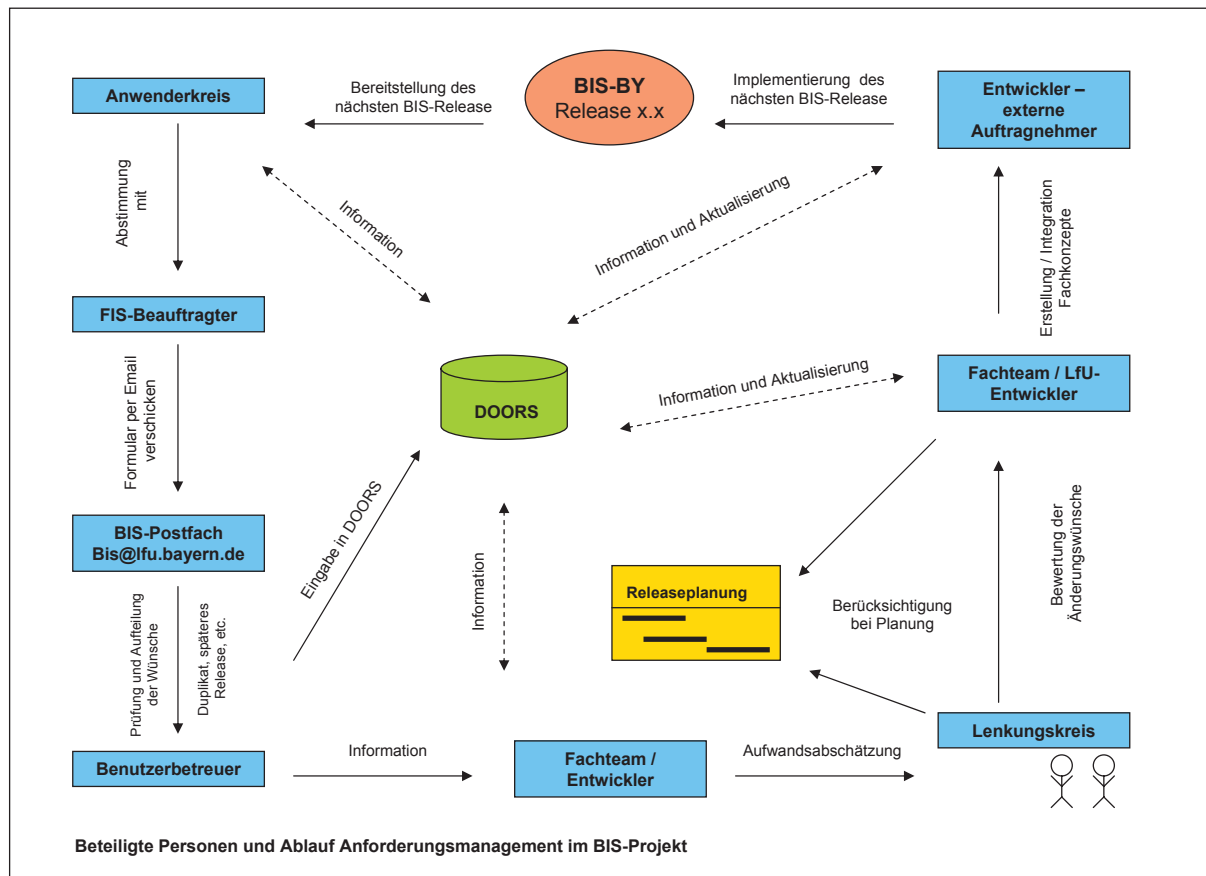 Anwenderkreis
Bereitstellung des
nächsten BIS-Release
BIS-BY
Release x.x
Implementierung des
nächsten BIS-Release
Entwickler –
externe
Auftragnehmer
Abstimmung
mit
Information
Information und Aktualisierung
Erstellung / Integration
Fachkonzepte
FIS-Beauftragter
Formular per Email
verschicken
DOORS
Information und Aktualisierung
Fachteam / LfU-
Entwickler
BIS-Postfach
Bis@lfu.bayern.de
Eingabe in DOORS
Information
Releaseplanung
Berücksichtigung
bei Planung
Bewertung der
Änderungswünsche
Prüfung und Aufteilung
der Wünsche
Duplikat, späteres
Release, etc.
Benutzerbetreuer
Information
Fachteam /
Entwickler
Aufwandsabschätzung
Lenkungskreis
Beteiligte Personen und Ablauf Anforderungsmanagement im BIS-Projekt